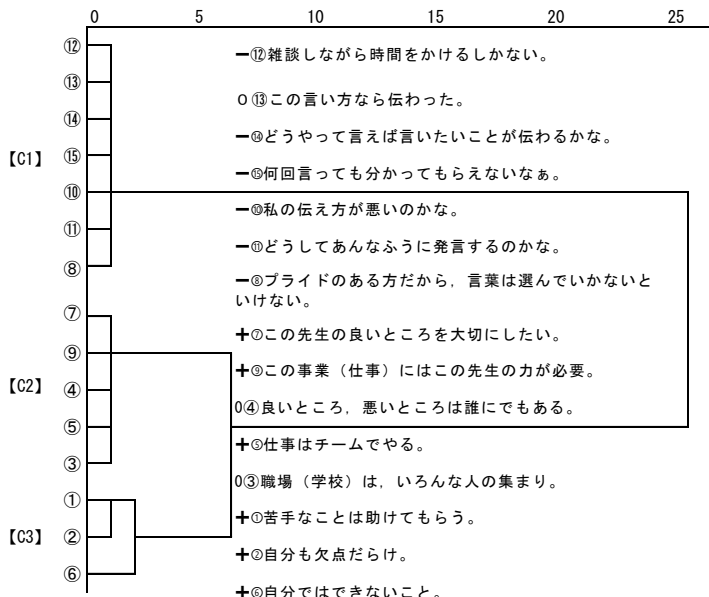 0 5 10 15 20 25
⑫
ー⑫雑談しながら時間をかけるしかない。
⑬
0⑬この言い方なら伝わった。
⑭
ー⑭どうやって言えば言いたいことが伝わるかな。
【C1】
⑮
ー⑮何回言っても分かってもらえないなぁ。
⑩
ー⑩私の伝え方が悪いのかな。
⑪
ー⑪どうしてあんなふうに発言するのかな。
⑧
ー⑧プライドのある方だから，言葉は選んでいかないと
いけない。
⑦
＋⑦この先生の良いところを大切にしたい。
⑨
＋⑨この事業（仕事）にはこの先生の力が必要。
【C2】
④
0④良いところ，悪いところは誰にでもある。
⑤
＋⑤仕事はチームでやる。
③
0③職場（学校）は，いろんな人の集まり。
①
＋①苦手なことは助けてもらう。
【C3】
②
＋②自分も欠点だらけ。
⑥
＋⑥自分ではできないこと。